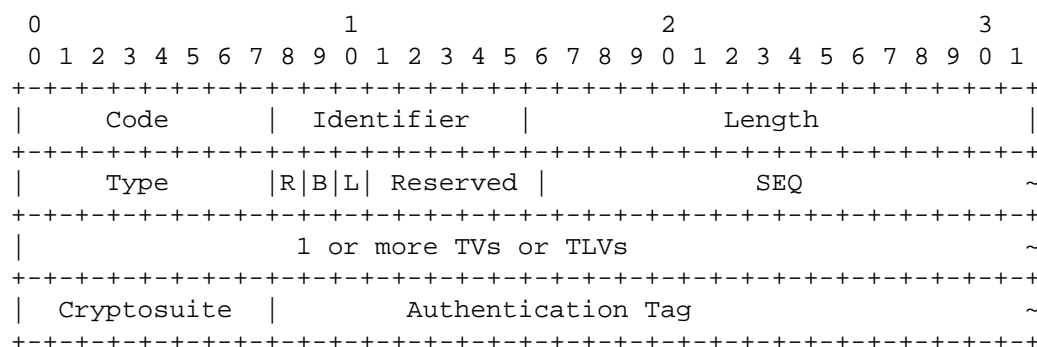 0                   1                   2                   3
 0 1 2 3 4 5 6 7 8 9 0 1 2 3 4 5 6 7 8 9 0 1 2 3 4 5 6 7 8 9 0 1
+-+-+-+-+-+-+-+-+-+-+-+-+-+-+-+-+-+-+-+-+-+-+-+-+-+-+-+-+-+-+-+-+
|     Code      |  Identifier   |            Length             |
+-+-+-+-+-+-+-+-+-+-+-+-+-+-+-+-+-+-+-+-+-+-+-+-+-+-+-+-+-+-+-+-+
|     Type      |R|B|L| Reserved |             SEQ              ~
+-+-+-+-+-+-+-+-+-+-+-+-+-+-+-+-+-+-+-+-+-+-+-+-+-+-+-+-+-+-+-+-+
|                 1 or more TVs or TLVs                         ~
+-+-+-+-+-+-+-+-+-+-+-+-+-+-+-+-+-+-+-+-+-+-+-+-+-+-+-+-+-+-+-+-+
|  Cryptosuite  |        Authentication Tag                     ~
+-+-+-+-+-+-+-+-+-+-+-+-+-+-+-+-+-+-+-+-+-+-+-+-+-+-+-+-+-+-+-+-+